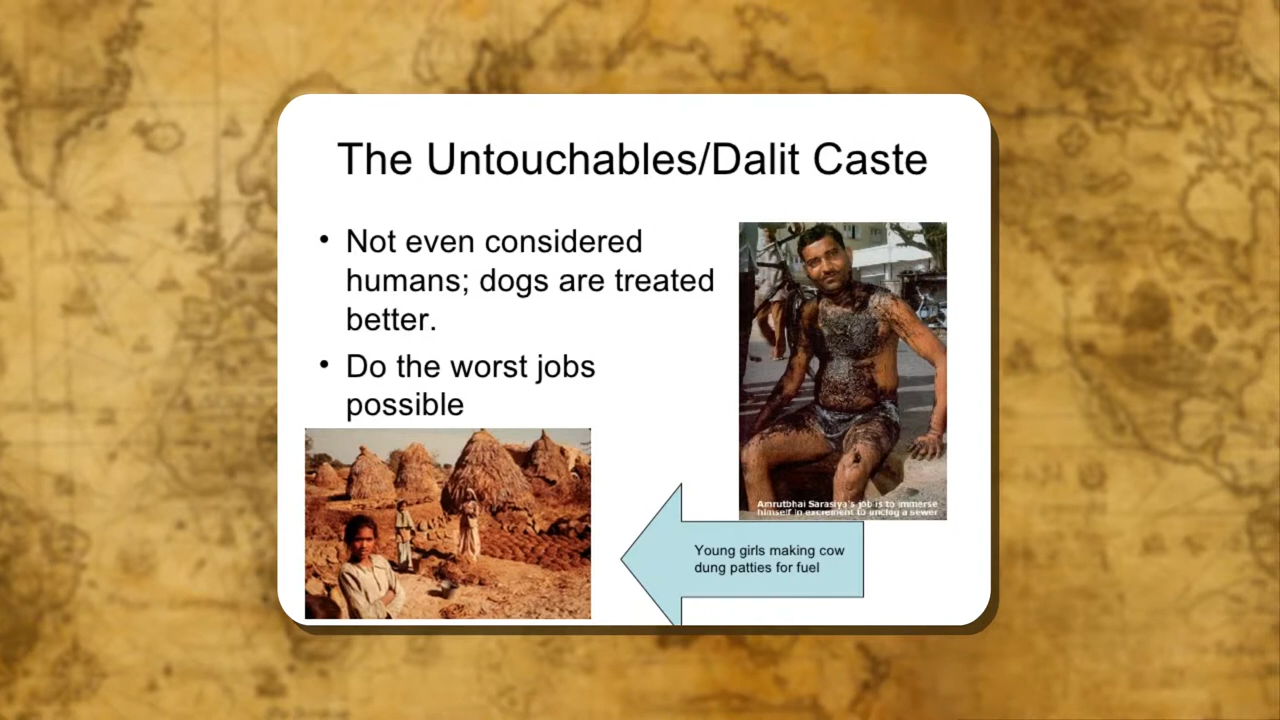 The Untouchables/Dalit Caste
• Not even considered
humans; dogs are treated
better.
• Do the worst jobs
possible
Amrutbhai Sarasiya's job is to immerse
himself in excrement to unclog a sewer
Young girls making cow
dung patties for fuel